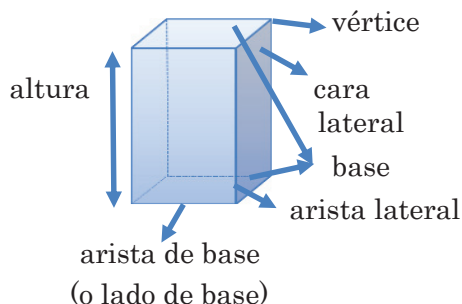 vértice
altura
cara
lateral
base
arista lateral
arista de base
(o lado de base)